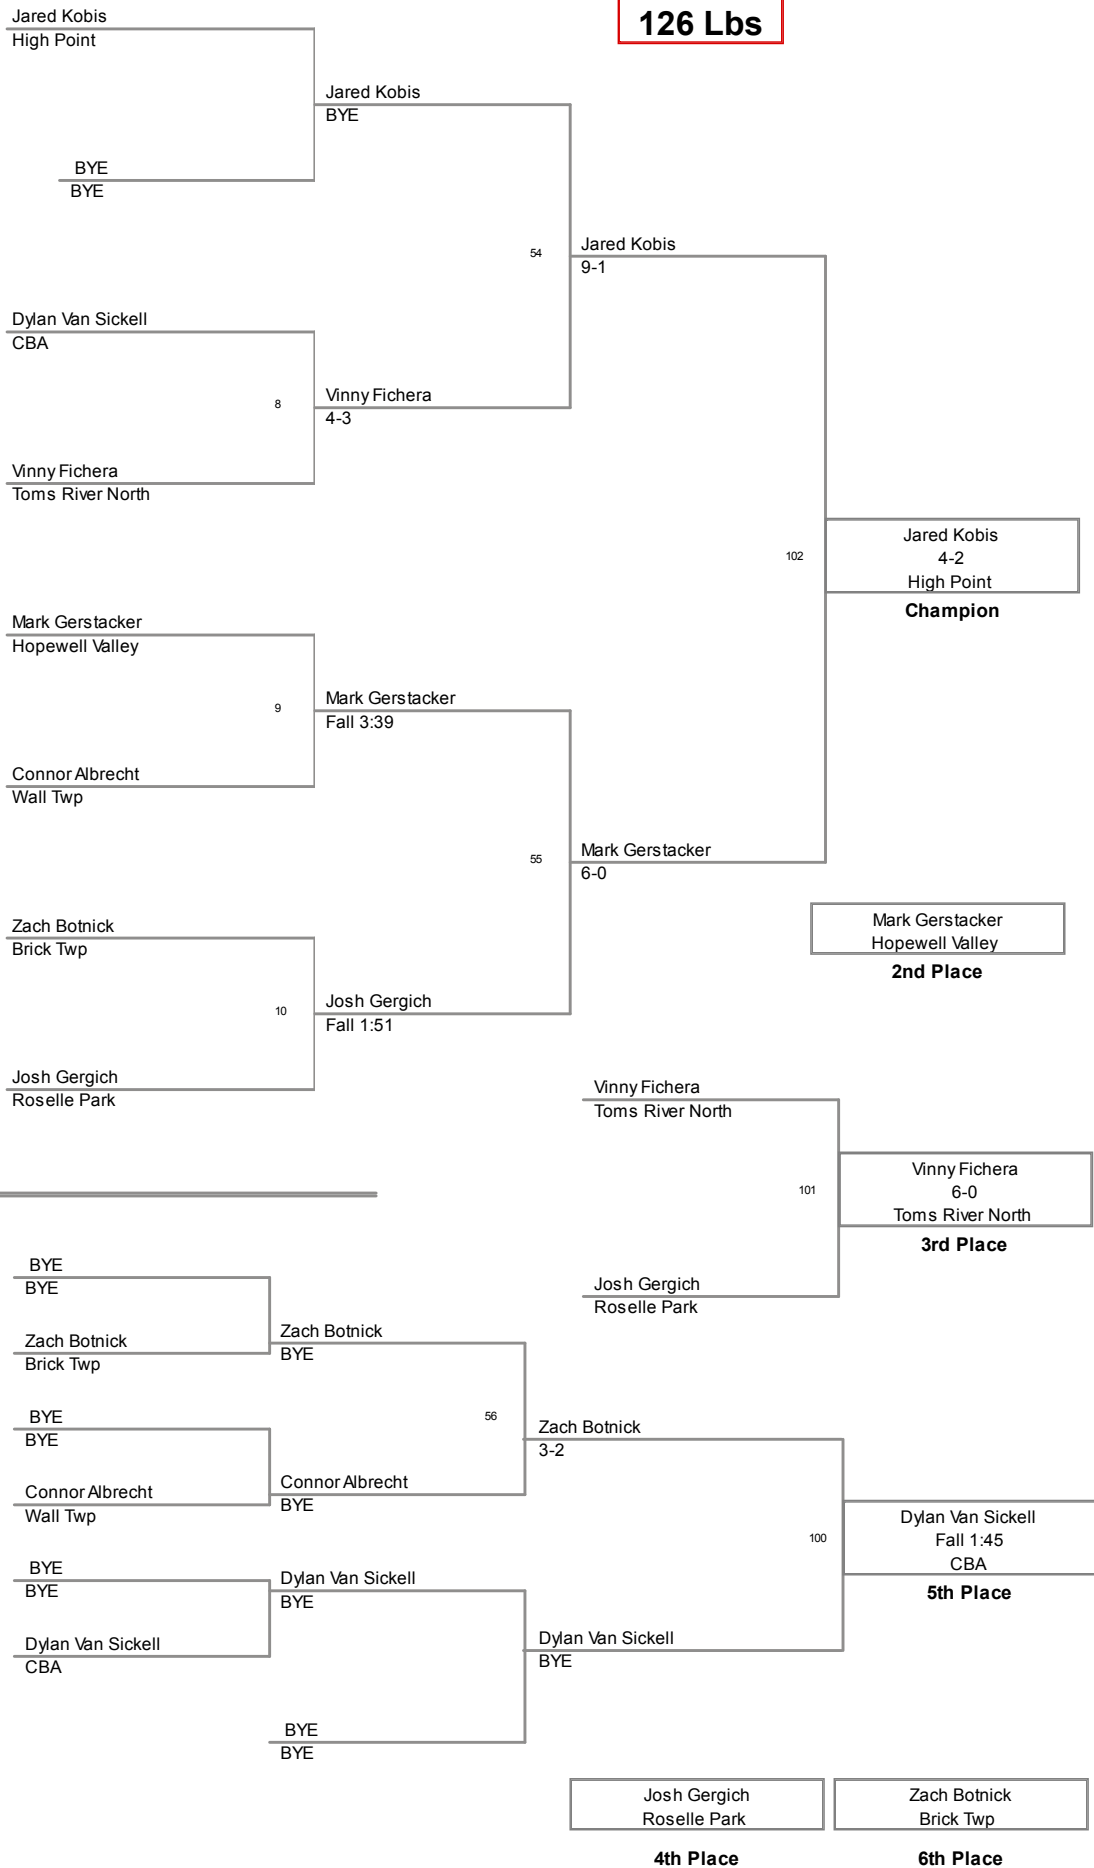 126 Lbs
Jared Kobis
High Point
Jared Kobis
BYE
BYE
BYE
54
Jared Kobis
9-1
Dylan Van Sickell
CBA
8
Vinny Fichera
4-3
Vinny Fichera
Toms River North
102
Jared Kobis
4-2
High Point
Champion
Mark Gerstacker
Hopewell Valley
9
Mark Gerstacker
Fall 3:39
Connor Albrecht
Wall Twp
55
Mark Gerstacker
6-0
Zach Botnick
Brick Twp
Mark Gerstacker
Hopewell Valley
2nd Place
10
Josh Gergich
Fall 1:51
Josh Gergich
Roselle Park
Vinny Fichera
Toms River North
101
Vinny Fichera
6-0
Toms River North
3rd Place
Josh Gergich
Roselle Park
BYE
BYE
Zach Botnick
BYE
Zach Botnick
Brick Twp
BYE
BYE
56
Zach Botnick
3-2
Connor Albrecht
BYE
Connor Albrecht
Wall Twp
100
Dylan Van Sickell
Fall 1:45
CBA
5th Place
BYE
BYE
Dylan Van Sickell
BYE
Dylan Van Sickell
CBA
Dylan Van Sickell
BYE
BYE
BYE
Josh Gergich
Roselle Park
4th Place
Zach Botnick
Brick Twp
6th Place